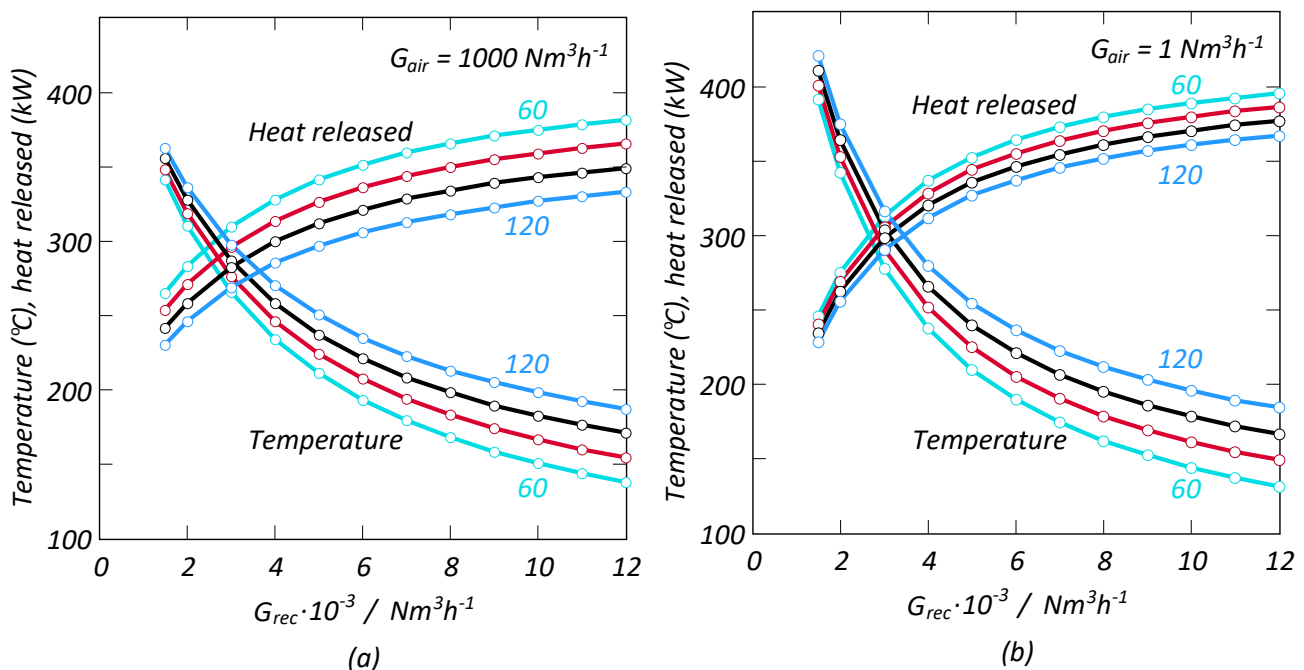 G_air = 1000 Nm³h⁻¹
400
60
Heat released
300
120
120
200
Temperature
60
100
0 2 4 6 8 10 12
Temperature (℃), heat released (kW)
G_rec·10⁻³ / Nm³h⁻¹
(a)
G_air = 1 Nm³h⁻¹
400
60
Heat released
120
300
120
200
Temperature
60
100
0 2 4 6 8 10 12
Temperature (℃), heat released (kW)
G_rec·10⁻³ / Nm³h⁻¹
(b)